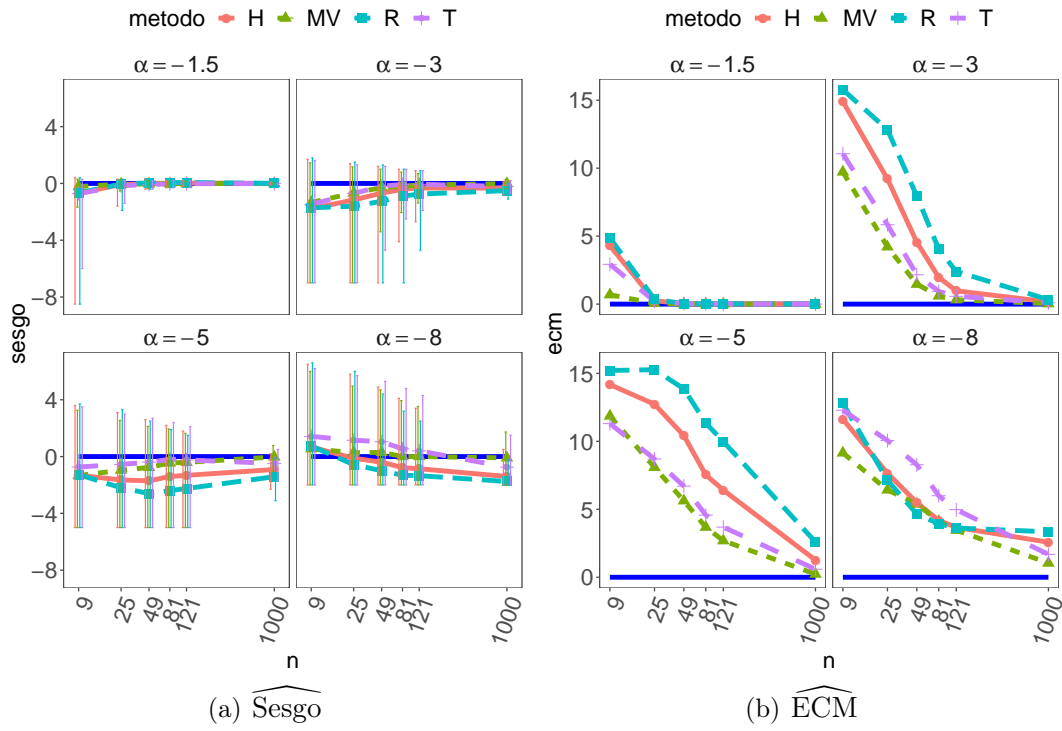 metodo H MV R T
α = −1.5
α = −3
4
0
−4
−8
α = −5
α = −8
4
0
−4
−8
sesgo
9
25
49
81
121
1000
9
25
49
81
121
1000
n
(a) Sesgo
metodo H MV R T
α = −1.5
α = −3
15
10
5
0
α = −5
α = −8
15
10
5
0
ecm
9
25
49
81
121
1000
9
25
49
81
121
1000
n
(b) ECM